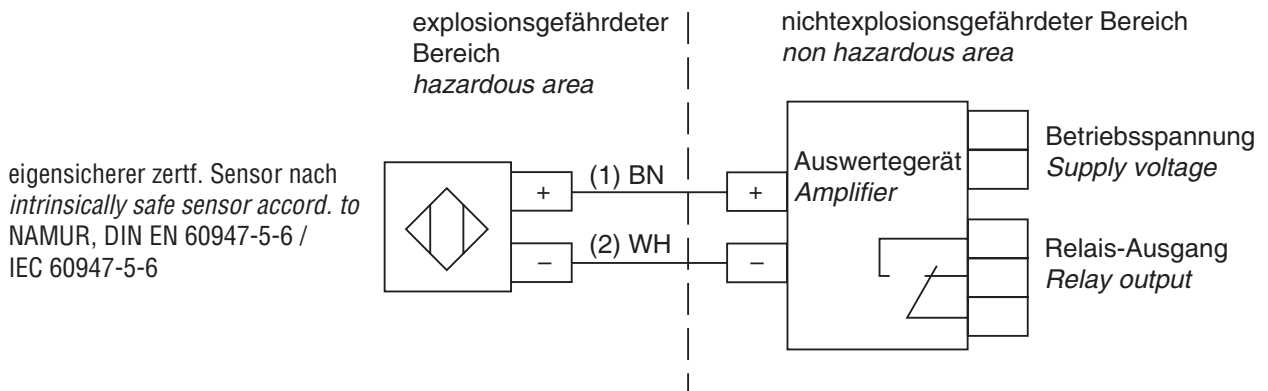 explosionsgefährdeter
Bereich
hazardous area
nichtexplosionsgefährdeter Bereich
non hazardous area
eigensicherer zertf. Sensor nach
intrinsically safe sensor accord. to
NAMUR, DIN EN 60947-5-6 /
IEC 60947-5-6
+
(1) BN
+
–
(2) WH
–
Auswertegerät
Amplifier
Betriebsspannung
Supply voltage
Relais-Ausgang
Relay output